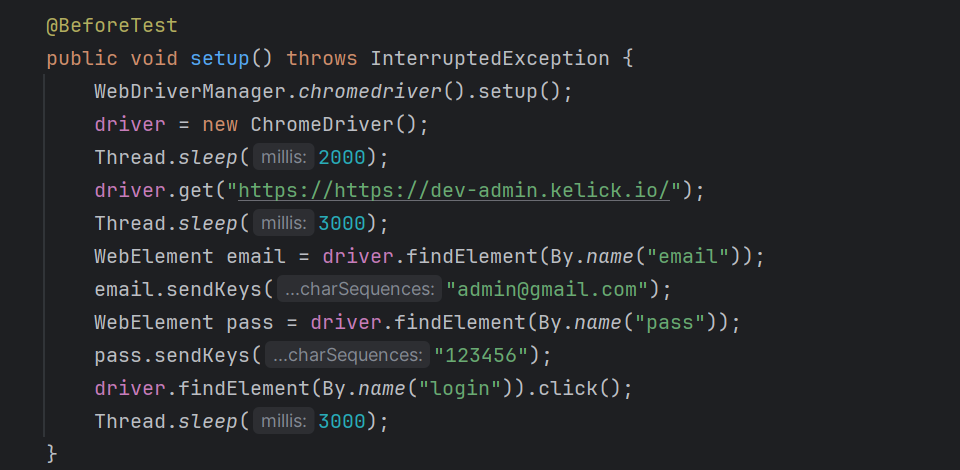 @BeforeTest
public void setup() throws InterruptedException {
WebDriverManager.chromedriver().setup();
driver = new ChromeDriver();
Thread.sleep( millis: 2000);
driver.get("https://https://dev-admin.kelick.io/");
Thread.sleep( millis: 3000);
WebElement email = driver.findElement(By.name("email"));
email.sendKeys( ...charSequences: "admin@gmail.com");
WebElement pass = driver.findElement(By.name("pass"));
pass.sendKeys( ...charSequences: "123456");
driver.findElement(By.name("login")).click();
Thread.sleep( millis: 3000);
}